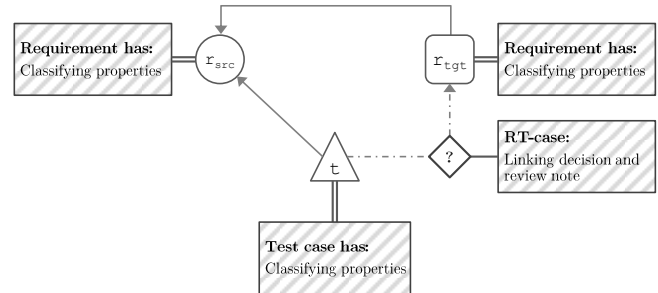 Requirement has:
Classifying properties
r_src
r_tgt
Requirement has:
Classifying properties
RT-case:
Linking decision and
review note
?
t
Test case has:
Classifying properties